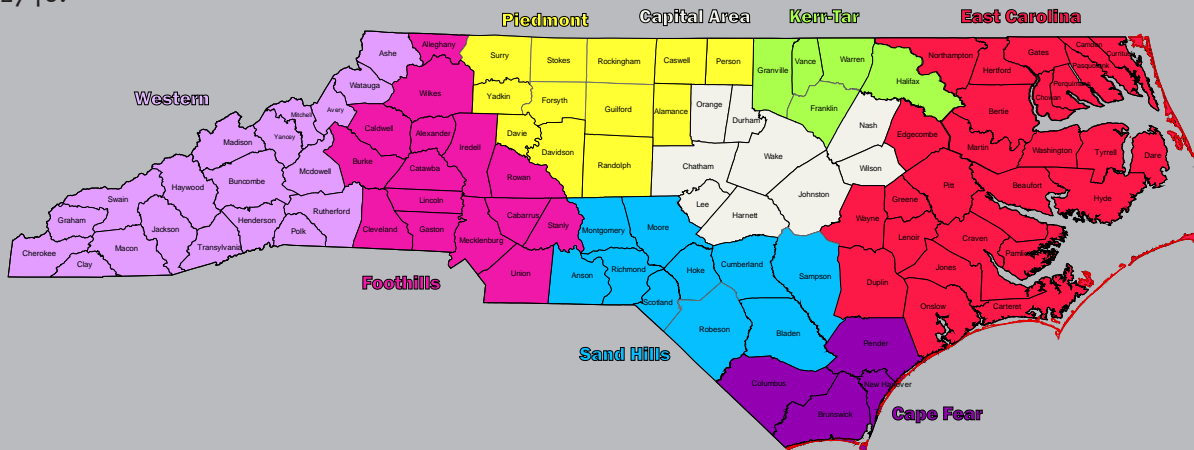 Piedmont
Capital Area
Kerr-Tar
East Carolina
Western
Foothills
Sand Hills
Cape Fear
Ashe
Alleghany
Surry
Stokes
Rockingham
Caswell
Person
Granville
Vance
Warren
Halifax
Northampton
Hertford
Gates
Camden
Pasquotank
Perquimans
Chowan
Watauga
Wilkes
Yadkin
Forsyth
Guilford
Alamance
Orange
Durham
Franklin
Nash
Edgecombe
Bertie
Avery
Mitchell
Yancey
Madison
Caldwell
Alexander
Iredell
Davie
Davidson
Randolph
Chatham
Wake
Wilson
Martin
Washington
Tyrrell
Dare
Haywood
Buncombe
Mcdowell
Burke
Catawba
Rowan
Johnston
Greene
Pitt
Beaufort
Hyde
Swain
Graham
Jackson
Henderson
Rutherford
Polk
Cleveland
Lincoln
Gaston
Cabarrus
Stanly
Montgomery
Moore
Lee
Harnett
Wayne
Lenoir
Craven
Cherokee
Clay
Macon
Transylvania
Mecklenburg
Union
Anson
Richmond
Scotland
Hoke
Cumberland
Sampson
Duplin
Jones
Onslow
Carteret
Robeson
Bladen
Pender
Columbus
Brunswick